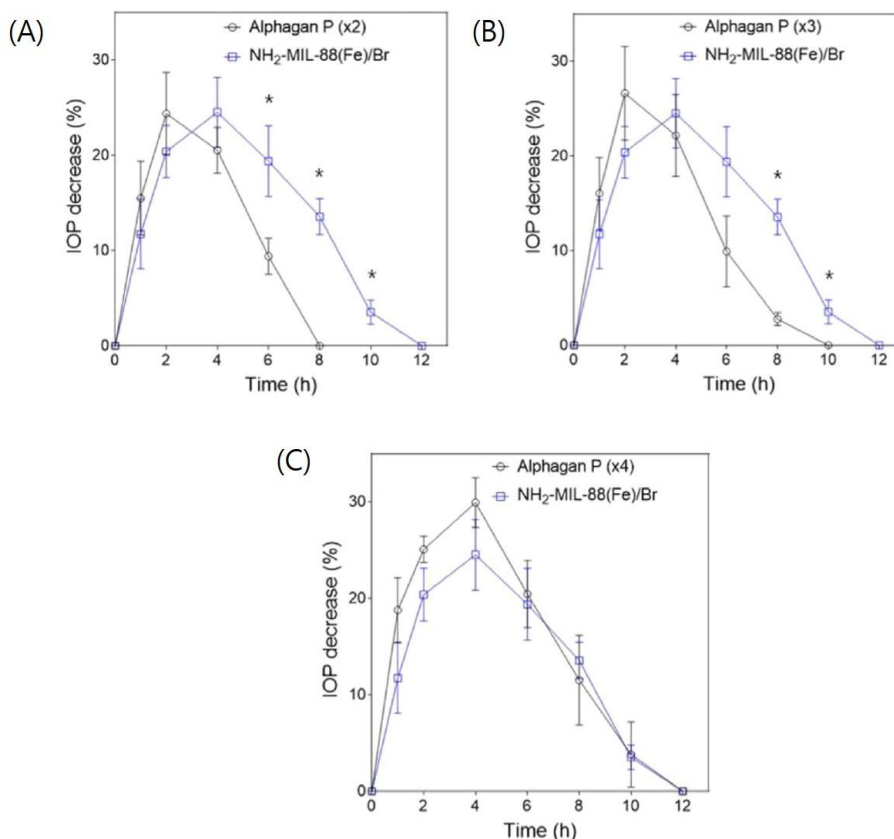 (A)
Alphagan P (x2)
NH₂-MIL-88(Fe)/Br
IOP decrease (%)
30
20
10
0
*
*
*
0 2 4 6 8 10 12
Time (h)
(B)
Alphagan P (x3)
NH₂-MIL-88(Fe)/Br
IOP decrease (%)
30
20
10
0
*
*
0 2 4 6 8 10 12
Time (h)
(C)
Alphagan P (x4)
NH₂-MIL-88(Fe)/Br
IOP decrease (%)
30
20
10
0
0 2 4 6 8 10 12
Time (h)